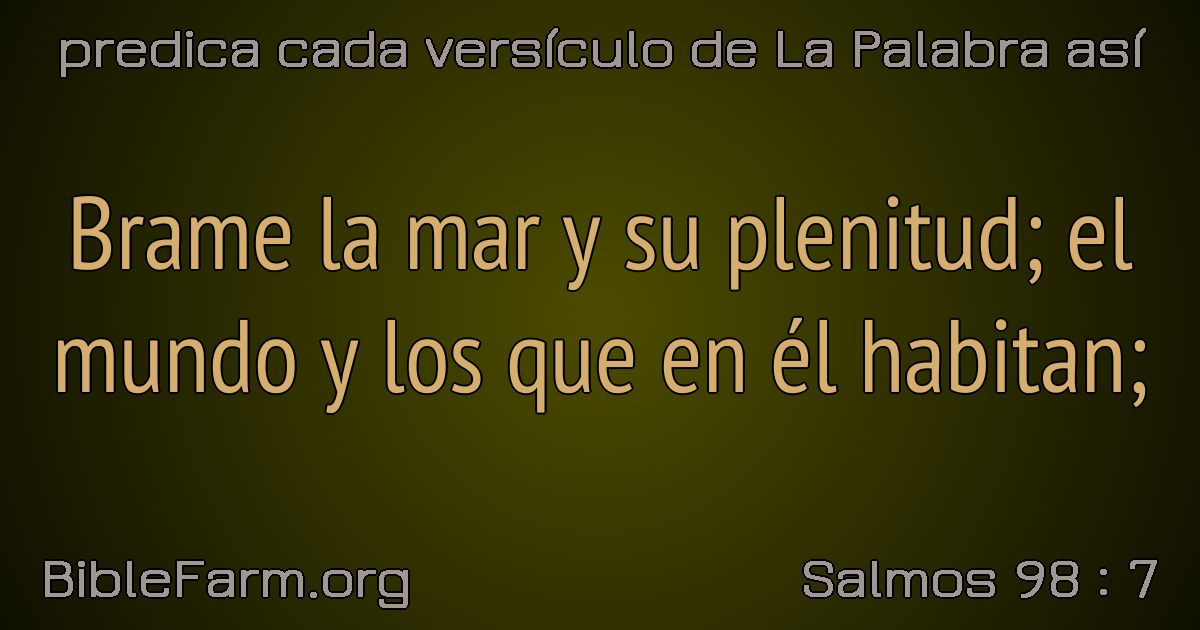 predica cada versículo de La Palabra así
Brame la mar y su plenitud; el
mundo y los que en él habitan;
BibleFarm.org
Salmos 98 : 7